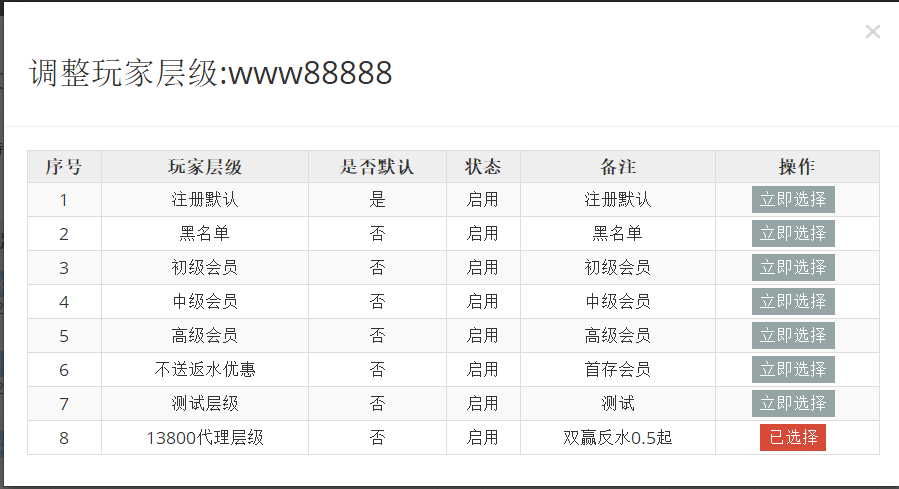 调整玩家层级:www88888
序号 玩家层级 是否默认 状态 备注 操作
1 注册默认 是 启用 注册默认 立即选择
2 黑名单 否 启用 黑名单 立即选择
3 初级会员 否 启用 初级会员 立即选择
4 中级会员 否 启用 中级会员 立即选择
5 高级会员 否 启用 高级会员 立即选择
6 不送返水优惠 否 启用 首存会员 立即选择
7 测试层级 否 启用 测试 立即选择
8 13800代理层级 否 启用 双赢反水0.5起 已选择